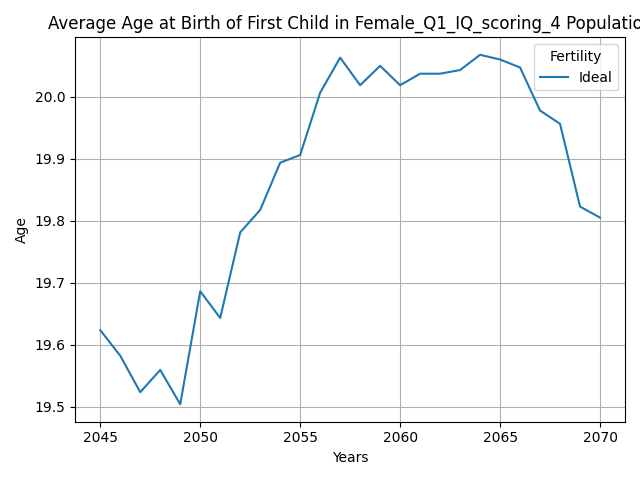 Average Age at Birth of First Child in Female_Q1_IQ_scoring_4 Populatio
Fertility
Ideal
20.0
19.9
19.8
19.7
19.6
19.5
Age
2045 2050 2055 2060 2065 2070
Years